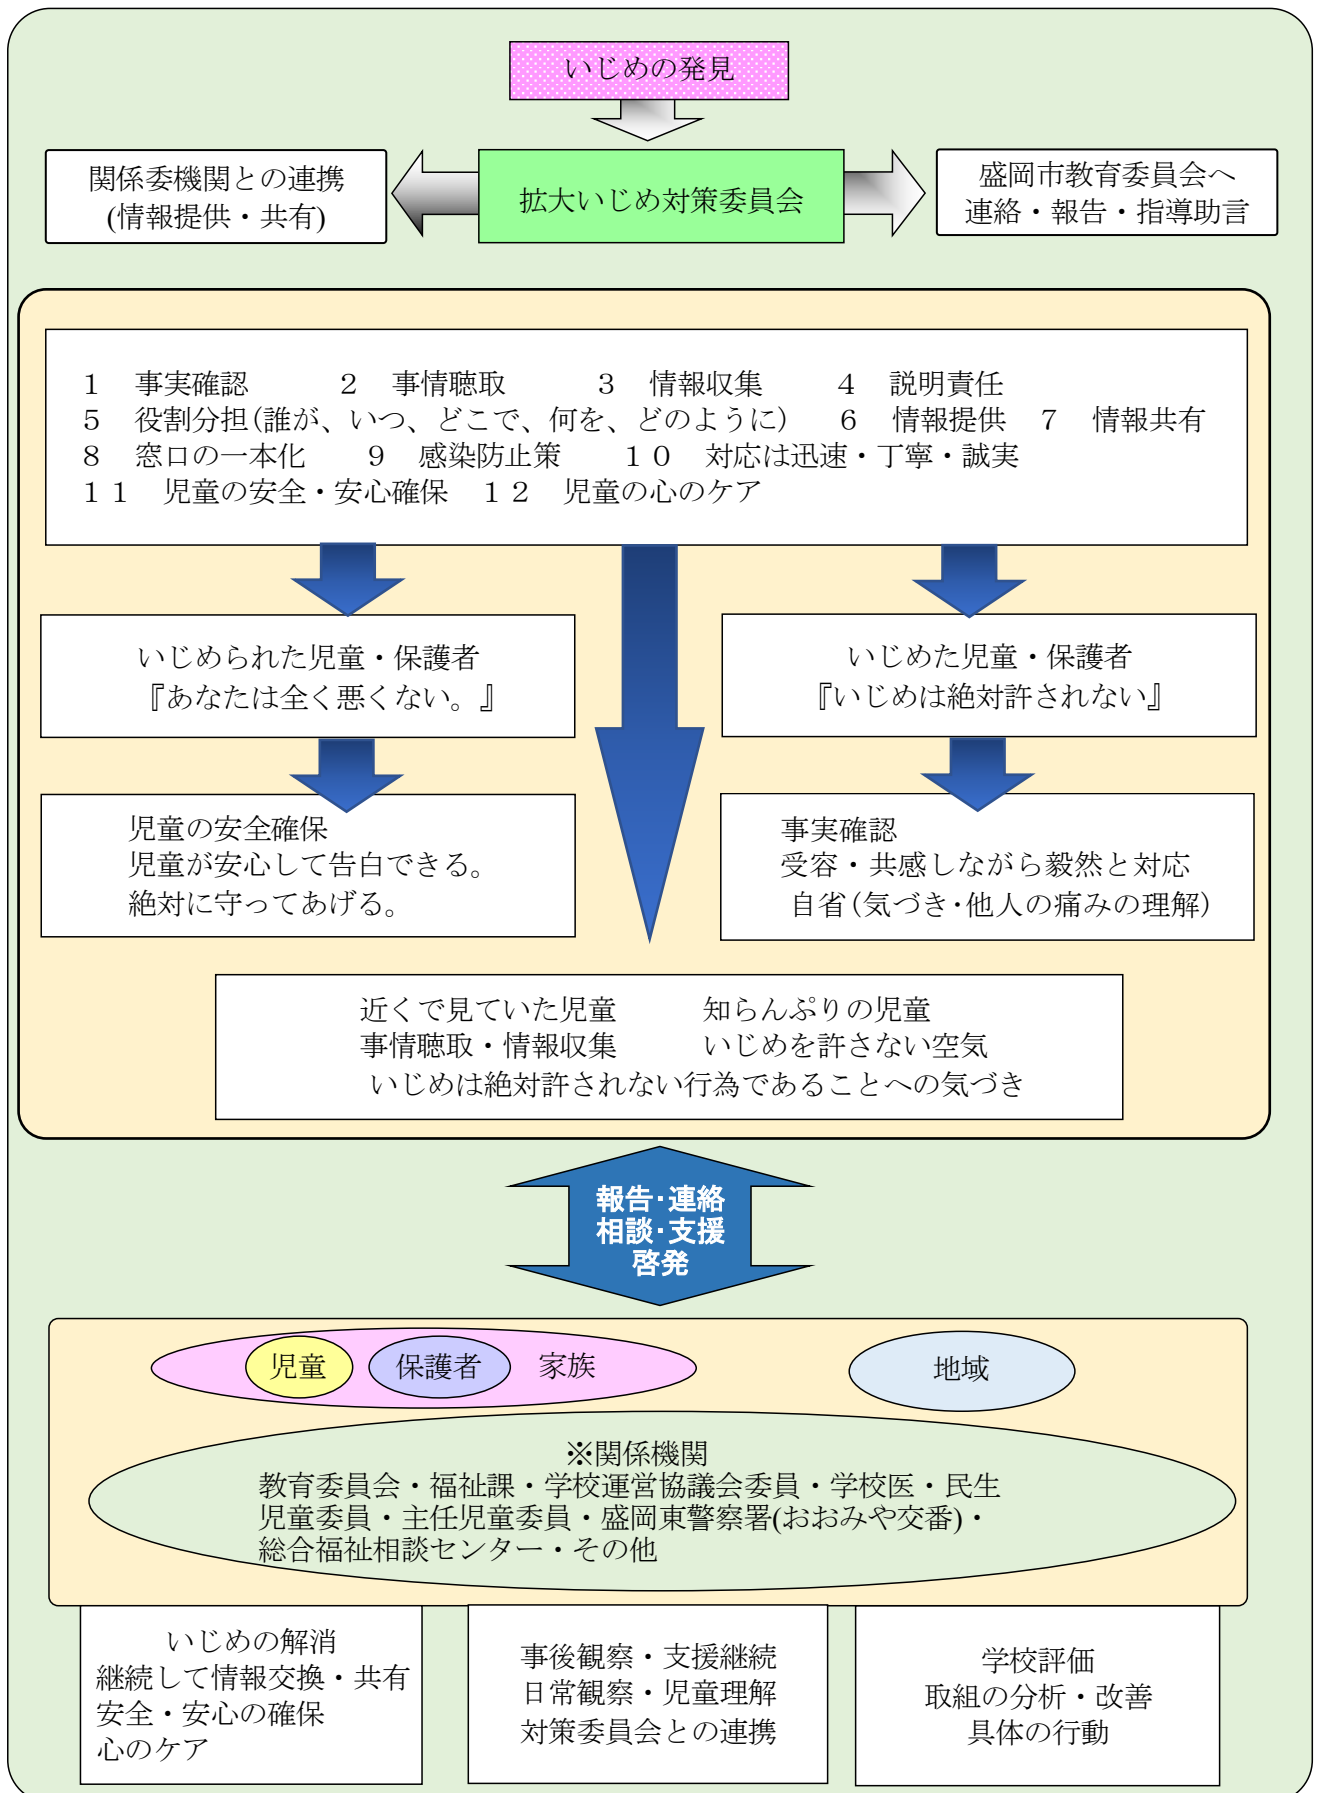 いじめの発見
関係委機関との連携
(情報提供・共有)
拡大いじめ対策委員会
盛岡市教育委員会へ
連絡・報告・指導助言
１　事実確認　　　２　事情聴取　　　３　情報収集　　　４　説明責任
５　役割分担(誰が、いつ、どこで、何を、どのように)　６　情報提供　７　情報共有
８　窓口の一本化　　９　感染防止策　　１０　対応は迅速・丁寧・誠実
１１　児童の安全・安心確保　１２　児童の心のケア
いじめられた児童・保護者
『あなたは全く悪くない。』
いじめた児童・保護者
『いじめは絶対許されない』
児童の安全確保
児童が安心して告白できる。
絶対に守ってあげる。
事実確認
受容・共感しながら毅然と対応
自省(気づき・他人の痛みの理解)
近くで見ていた児童　　　知らんぷりの児童
事情聴取・情報収集　　　いじめを許さない空気
いじめは絶対許されない行為であることへの気づき
報告・連絡
相談・支援
啓発
児童　保護者　家族
地域
※関係機関
教育委員会・福祉課・学校運営協議会委員・学校医・民生
児童委員・主任児童委員・盛岡東警察署(おおみや交番)・
総合福祉相談センター・その他
いじめの解消
継続して情報交換・共有
安全・安心の確保
心のケア
事後観察・支援継続
日常観察・児童理解
対策委員会との連携
学校評価
取組の分析・改善
具体の行動